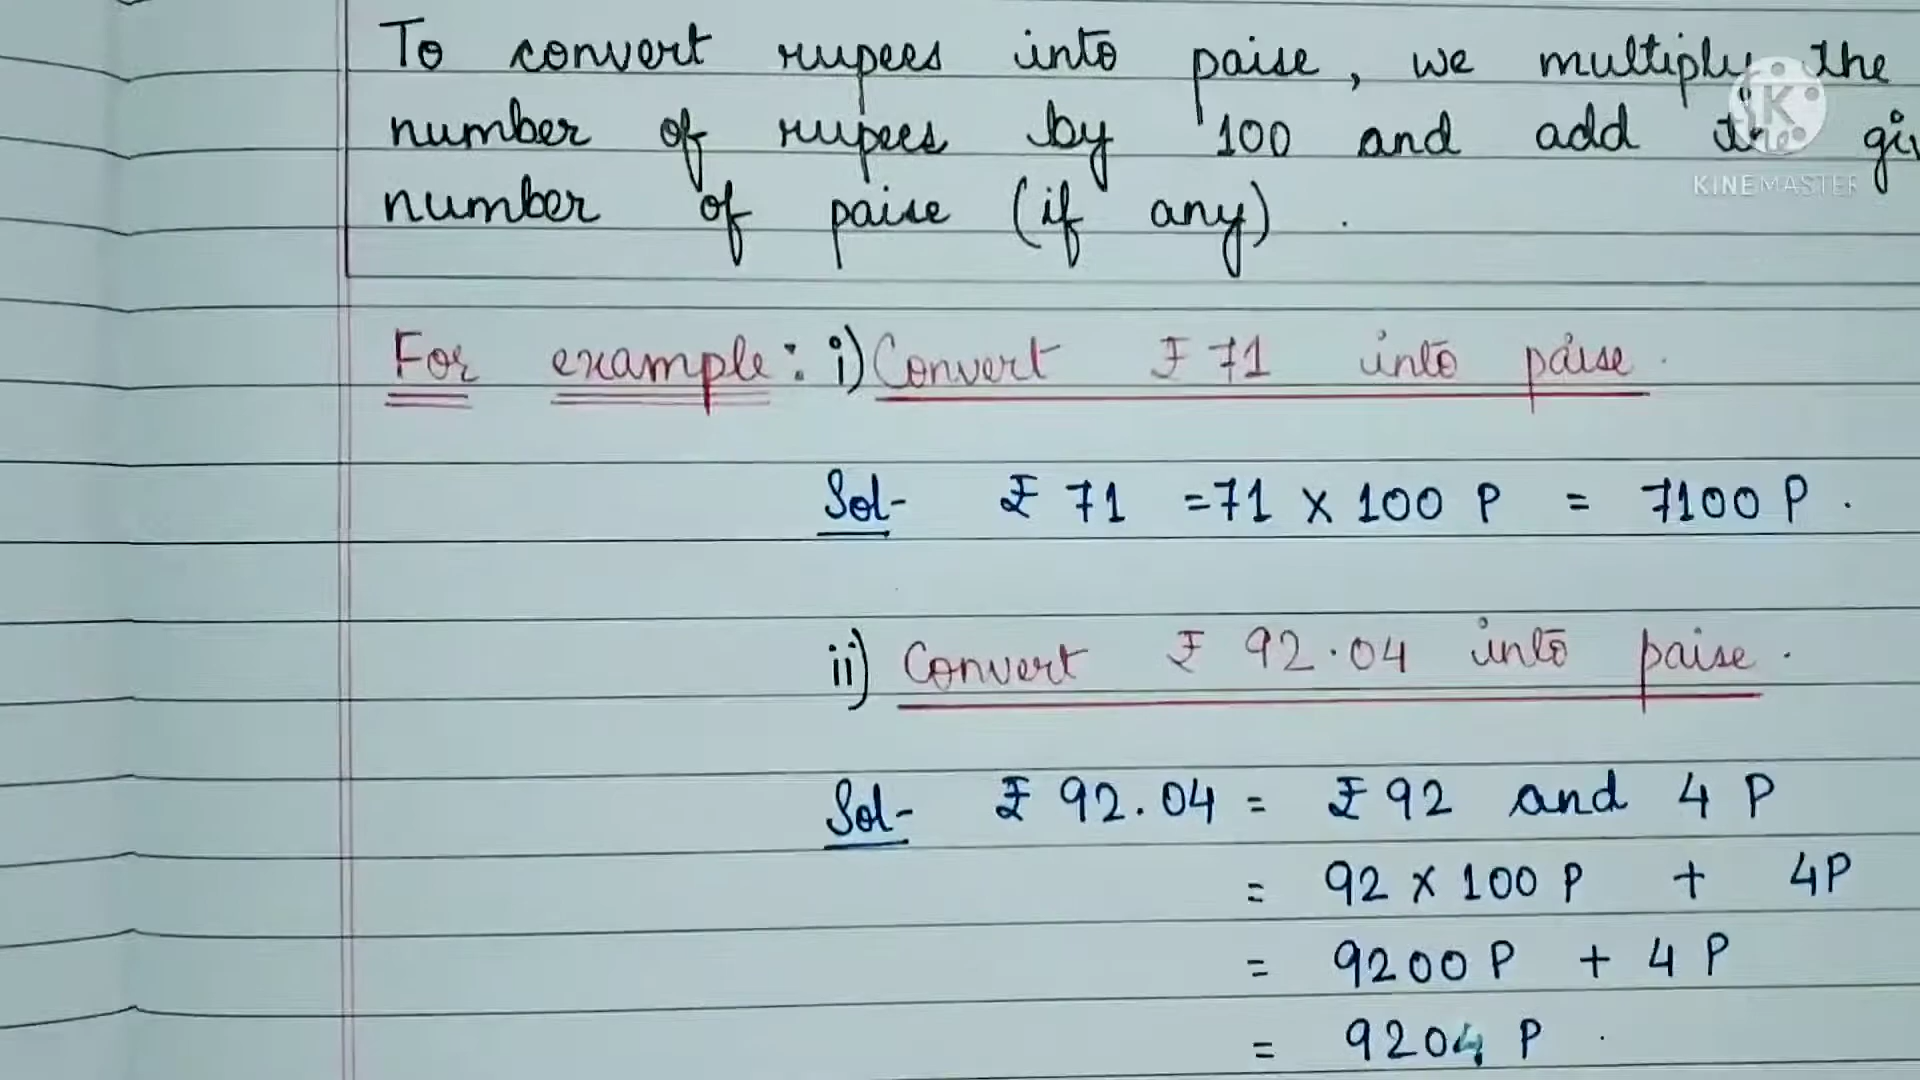 To convert rupees into paise, we multiply the
number of rupees by 100 and add the
number of paise (if any).
KINEMASTER
For example: i) Convert ₹ 71 into paise.
Sol- ₹ 71 = 71 × 100 P = 7100 P.
ii) Convert ₹ 92.04 into paise.
Sol- ₹ 92.04 = ₹ 92 and 4 P
= 92 × 100 P + 4P
= 9200 P + 4 P
= 9204 P.